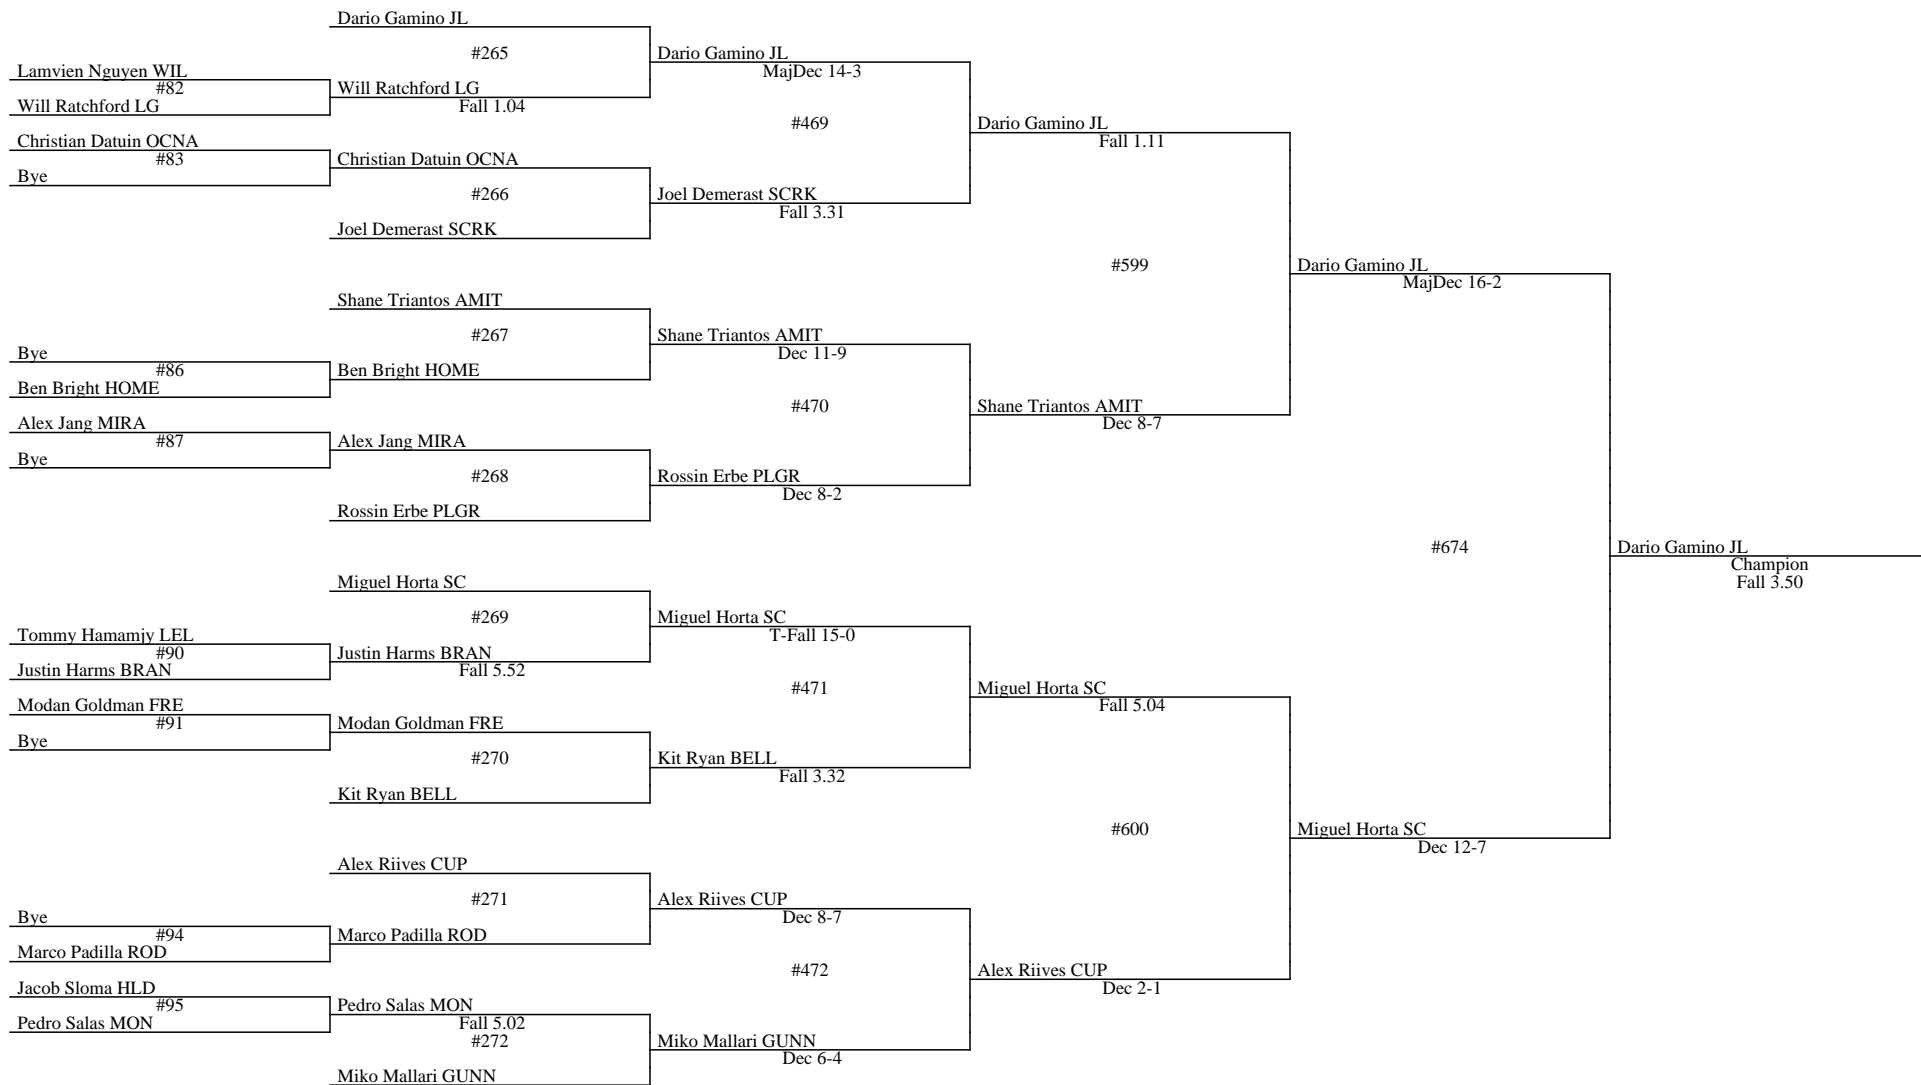 Dario Gamino JL
#265
Dario Gamino JL
MajDec 14-3
Lamvien Nguyen WIL
#82
Will Ratchford LG
Will Ratchford LG
Fall 1.04
#469
Dario Gamino JL
Fall 1.11
Christian Datuin OCNA
#83
Bye
Christian Datuin OCNA
#266
Joel Demerast SCRK
Fall 3.31
Joel Demerast SCRK
#599
Dario Gamino JL
MajDec 16-2
Shane Triantos AMIT
#267
Shane Triantos AMIT
Dec 11-9
Bye
#86
Ben Bright HOME
Ben Bright HOME
#470
Shane Triantos AMIT
Dec 8-7
Alex Jang MIRA
#87
Bye
Alex Jang MIRA
#268
Rossin Erbe PLGR
Dec 8-2
Rossin Erbe PLGR
#674
Dario Gamino JL
Champion
Fall 3.50
Miguel Horta SC
#269
Miguel Horta SC
T-Fall 15-0
Tommy Hamamjy LEL
#90
Justin Harms BRAN
Justin Harms BRAN
Fall 5.52
#471
Miguel Horta SC
Fall 5.04
Modan Goldman FRE
#91
Bye
Modan Goldman FRE
#270
Kit Ryan BELL
Fall 3.32
Kit Ryan BELL
#600
Miguel Horta SC
Dec 12-7
Alex Riives CUP
#271
Alex Riives CUP
Dec 8-7
Bye
#94
Marco Padilla ROD
Marco Padilla ROD
#472
Alex Riives CUP
Dec 2-1
Jacob Sloma HLD
#95
Pedro Salas MON
Pedro Salas MON
Fall 5.02
#272
Miko Mallari GUNN
Dec 6-4
Miko Mallari GUNN